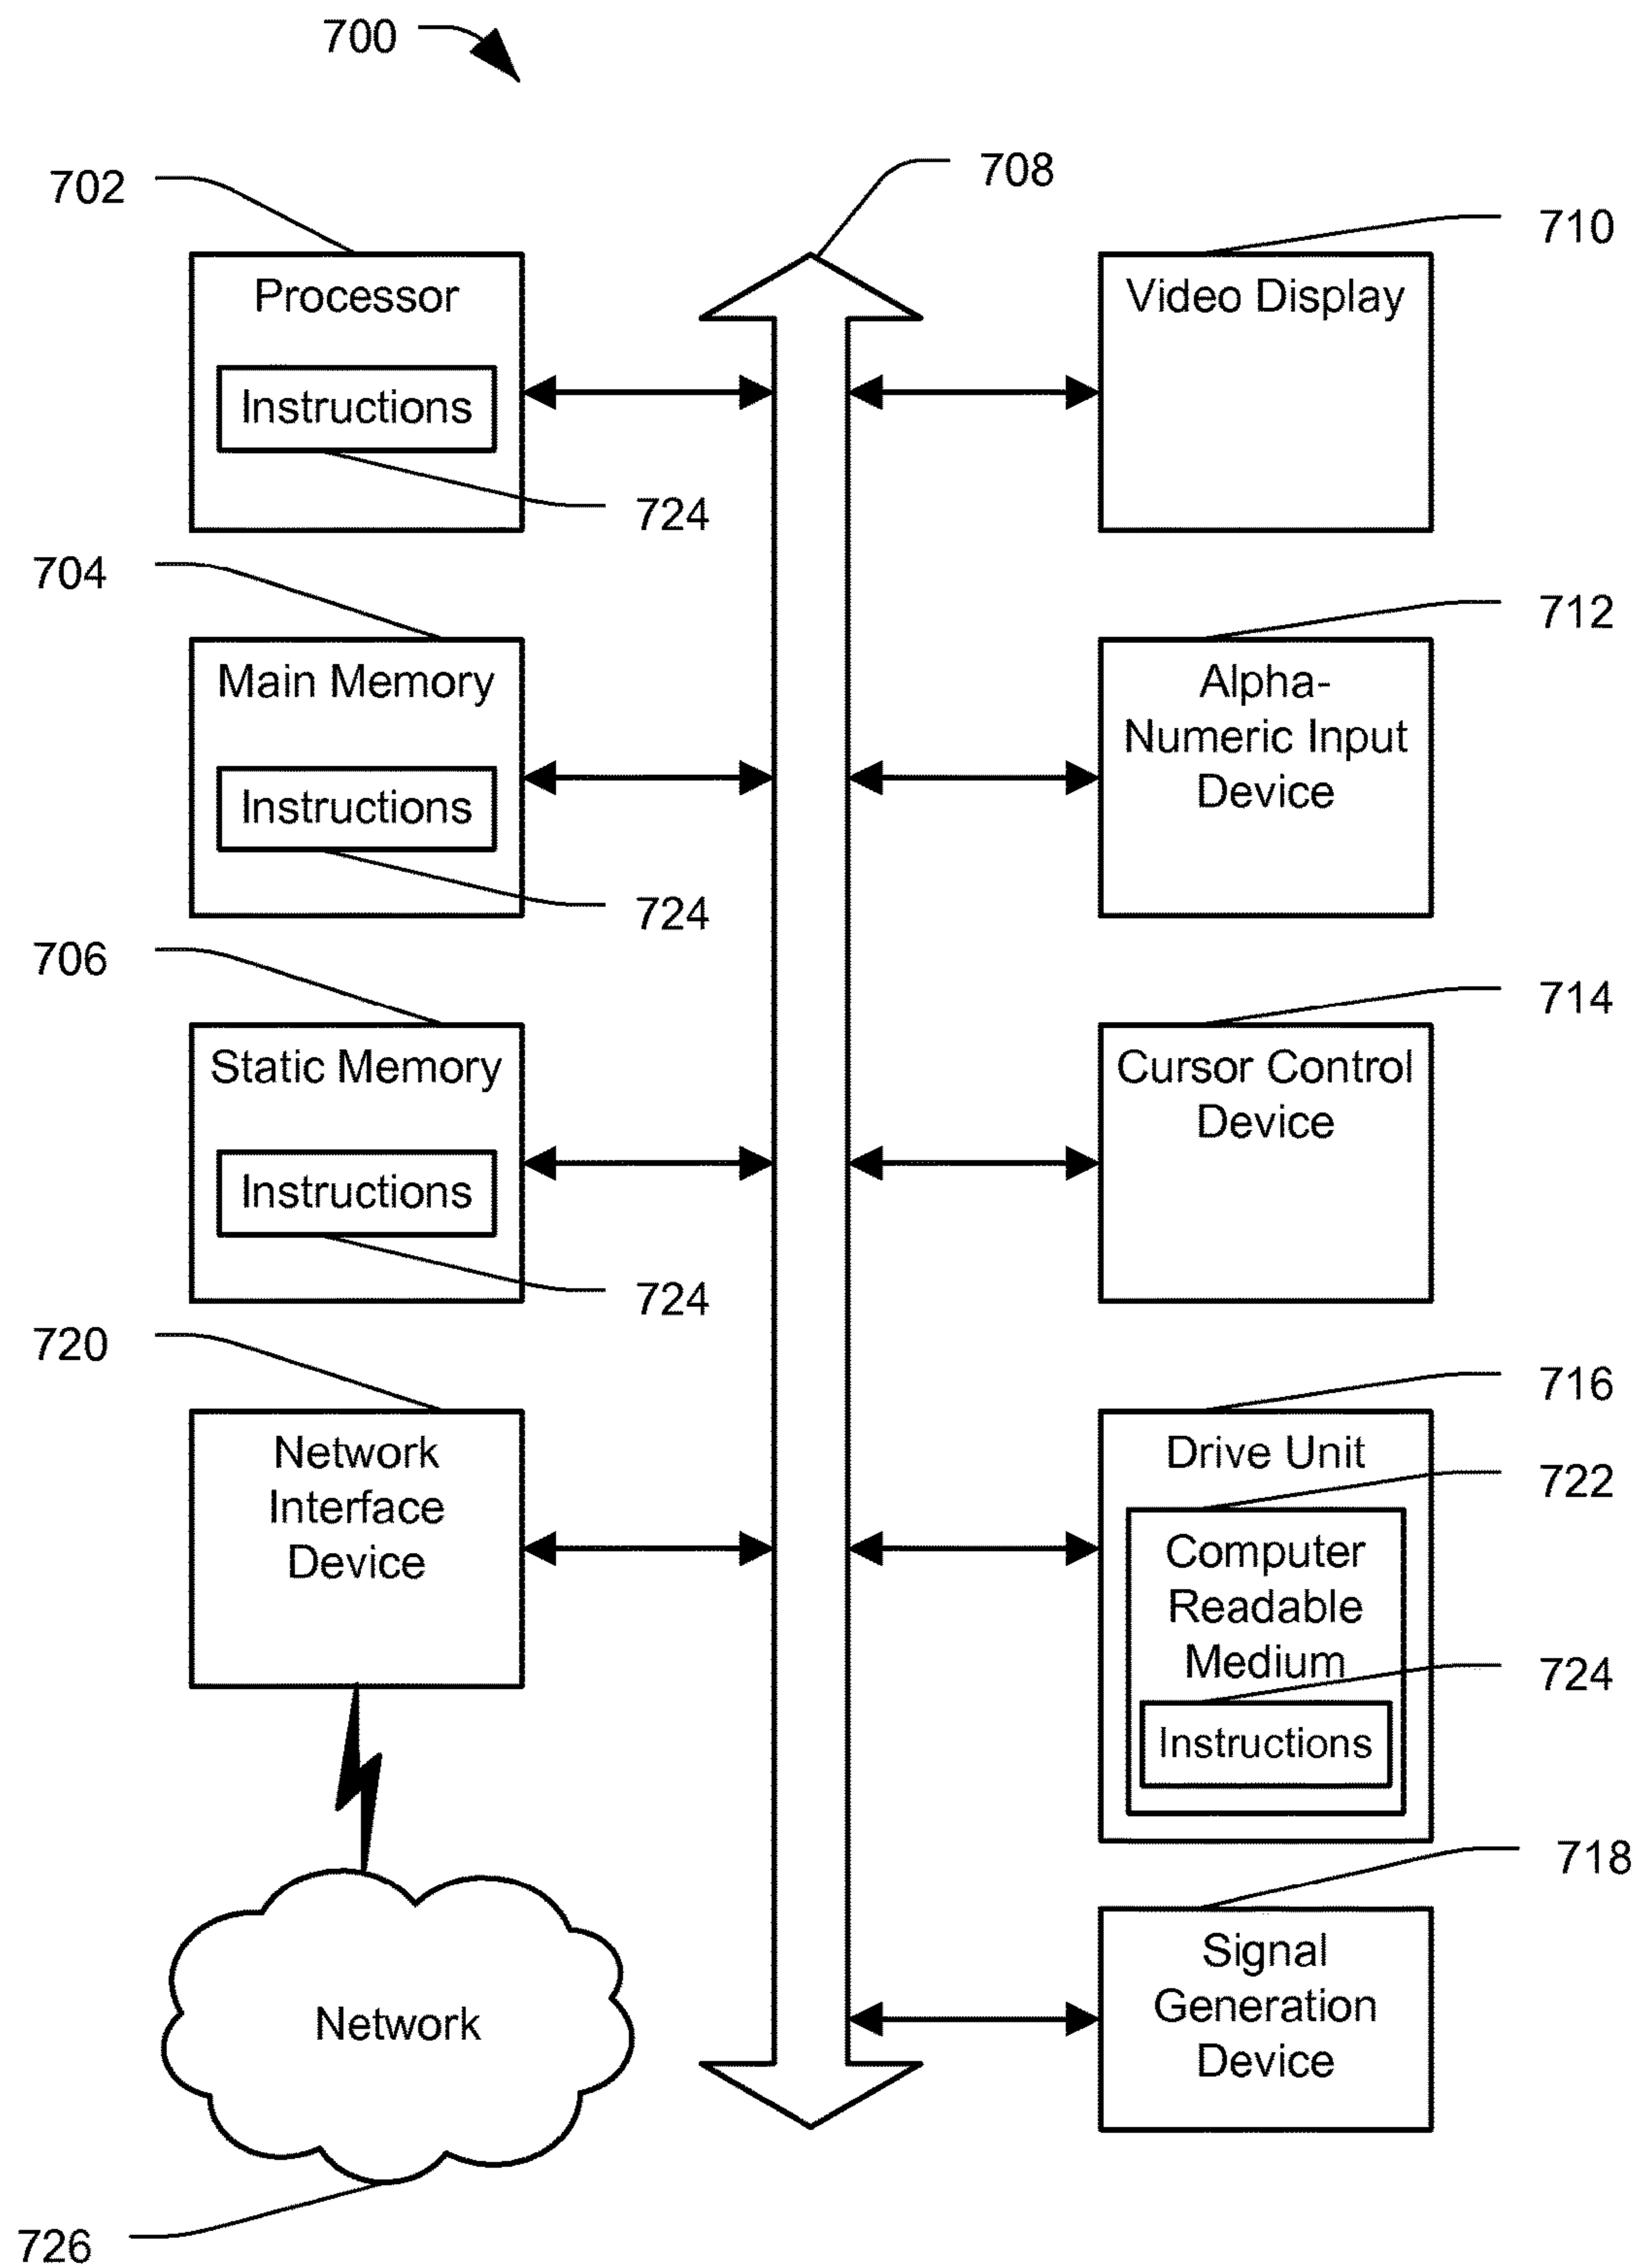 700
708
702
Processor
Instructions
724
704
Main Memory
Instructions
724
706
Static Memory
Instructions
724
720
Network
Interface
Device
Network
726
710
Video Display
712
Alpha-
Numeric Input
Device
714
Cursor Control
Device
716
Drive Unit
722
Computer
Readable
Medium
724
Instructions
718
Signal
Generation
Device